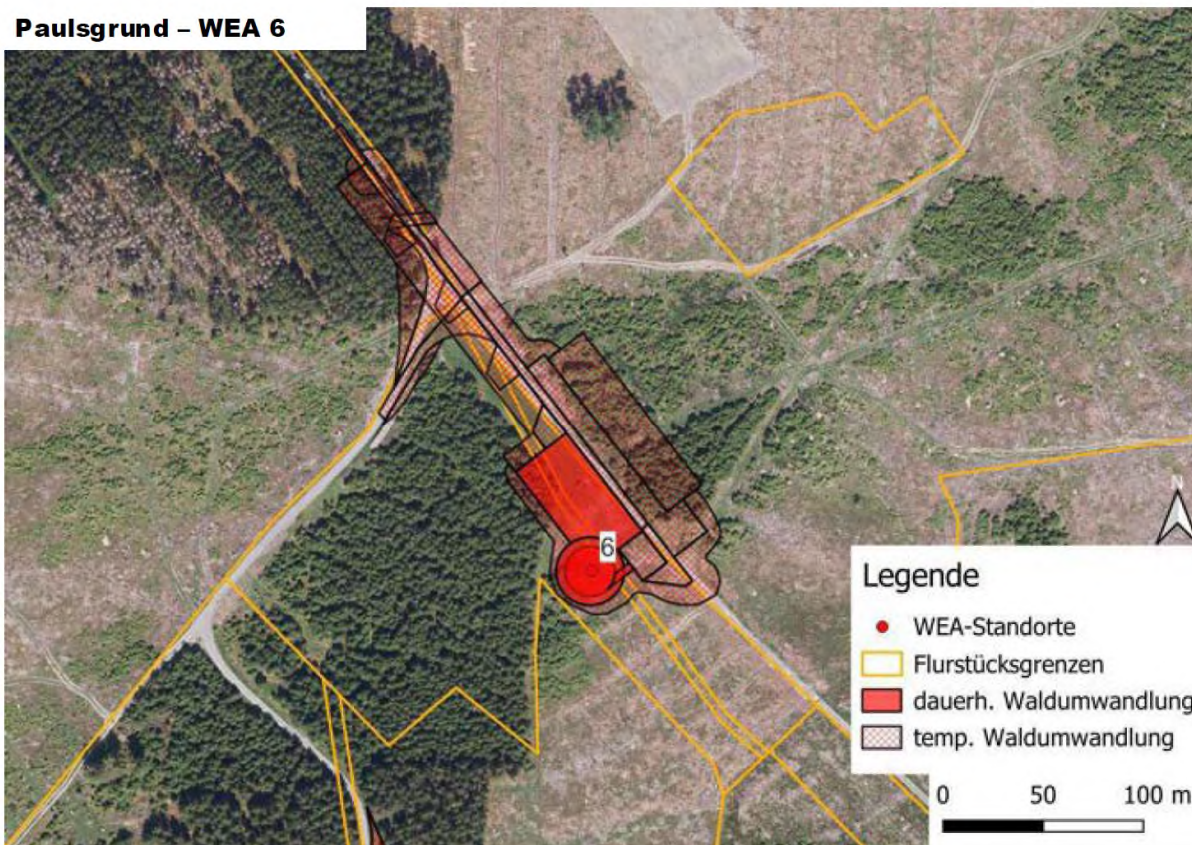 Paulsgrund – WEA 6
6
N
Legende
WEA-Standorte
Flurstücksgrenzen
dauerh. Waldumwandlung
temp. Waldumwandlung
0 50 100 m